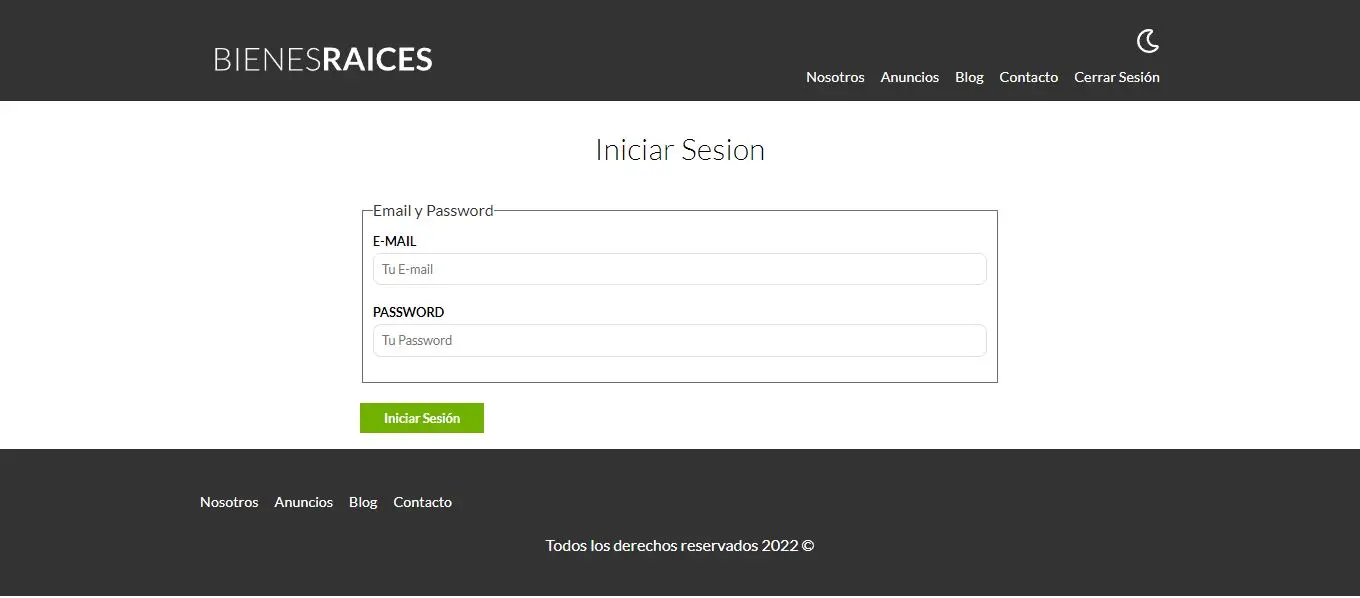 BIENESRAICES
Nosotros Anuncios Blog Contacto Cerrar Sesión
Iniciar Sesion
Email y Password
E-MAIL
Tu E-mail
PASSWORD
Tu Password
Iniciar Sesión
Nosotros Anuncios Blog Contacto
Todos los derechos reservados 2022 ©